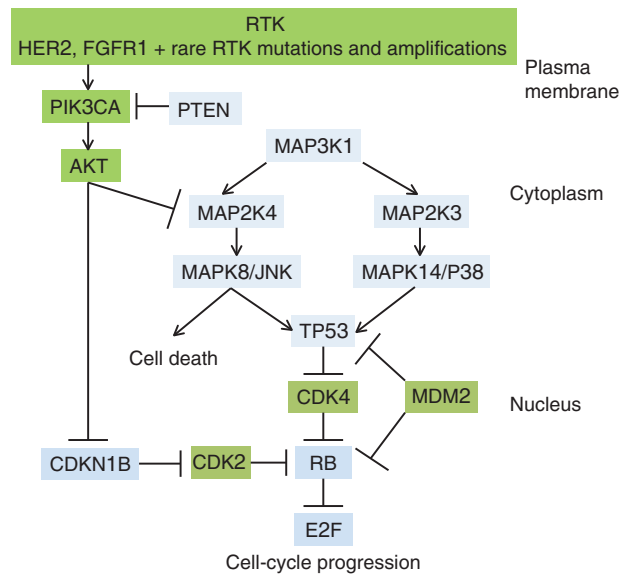 RTK
HER2, FGFR1 + rare RTK mutations and amplifications
Plasma
membrane
PIK3CA
PTEN
MAP3K1
AKT
Cytoplasm
MAP2K4
MAP2K3
MAPK8/JNK
MAPK14/P38
TP53
Cell death
CDK4
MDM2
Nucleus
CDKN1B
CDK2
RB
E2F
Cell-cycle progression